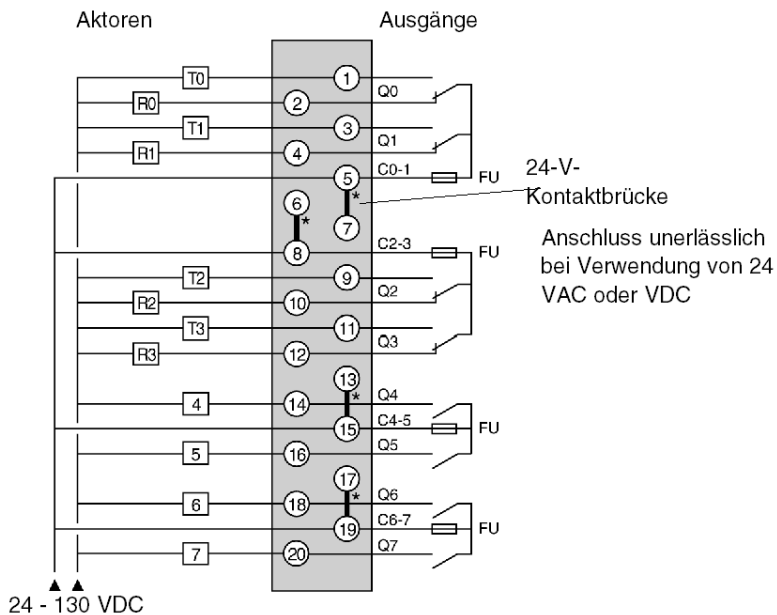 Aktoren Ausgänge
T0 1
R0 2 Q0
T1 3
R1 4 Q1
5 C0-1 FU
24-V-
Kontaktbrücke
6 * *
7
8 C2-3 FU
Anschluss unerlässlich
bei Verwendung von 24
VAC oder VDC
T2 9
R2 10 Q2
T3 11
R3 12 Q3
13
*
4 14 Q4
15 C4-5 FU
5 16 Q5
17
*
6 18 Q6
19 C6-7 FU
7 20 Q7
24 - 130 VDC